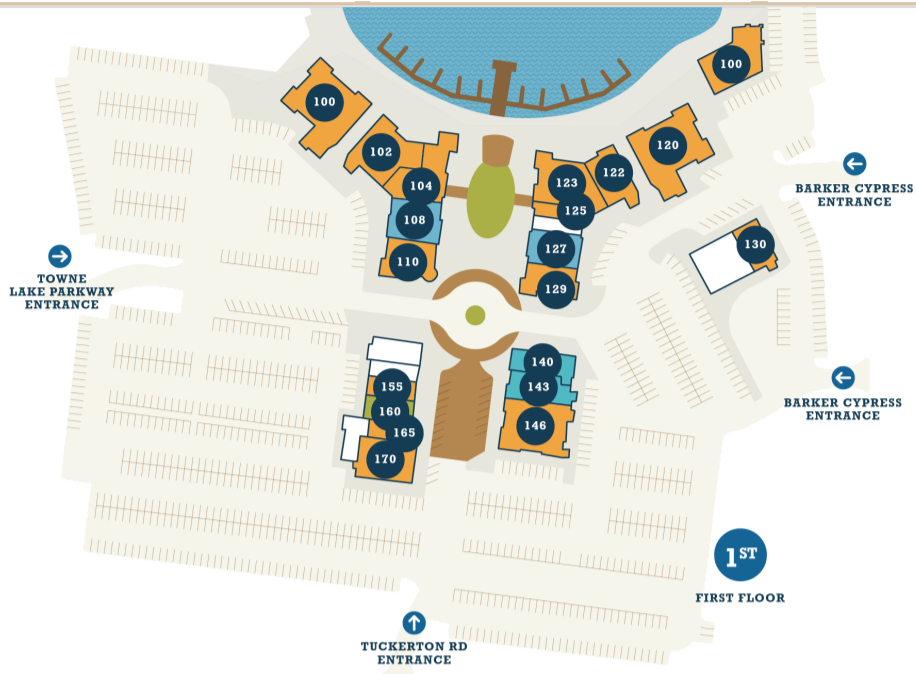 100
100
120
102
122
123
104
125
108
127
130
110
129
BARKER CYPRESS
ENTRANCE
TOWNE
LAKE PARKWAY
ENTRANCE
140
143
155
160
146
165
170
BARKER CYPRESS
ENTRANCE
1ST
FIRST FLOOR
TUCKERTON RD
ENTRANCE